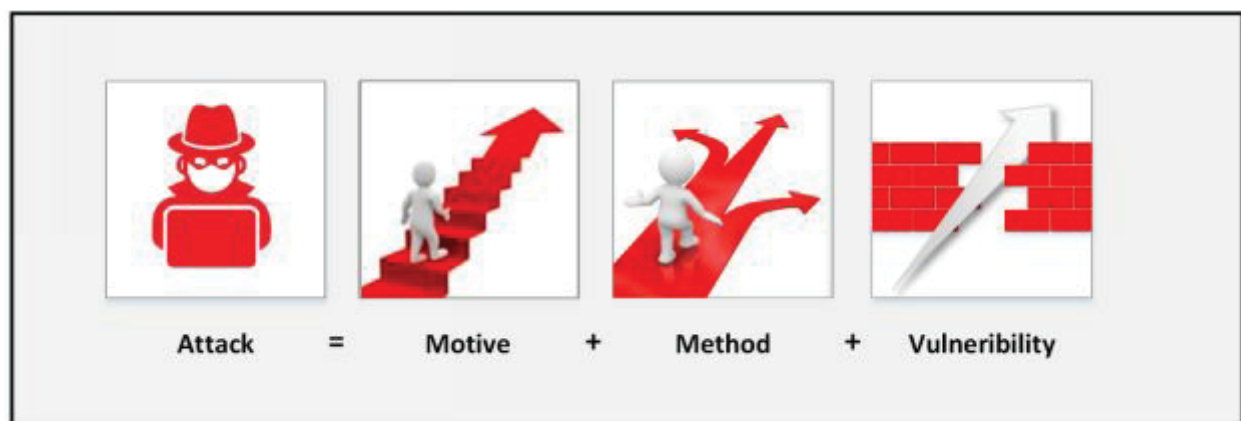 Attack = Motive + Method + Vulneribility